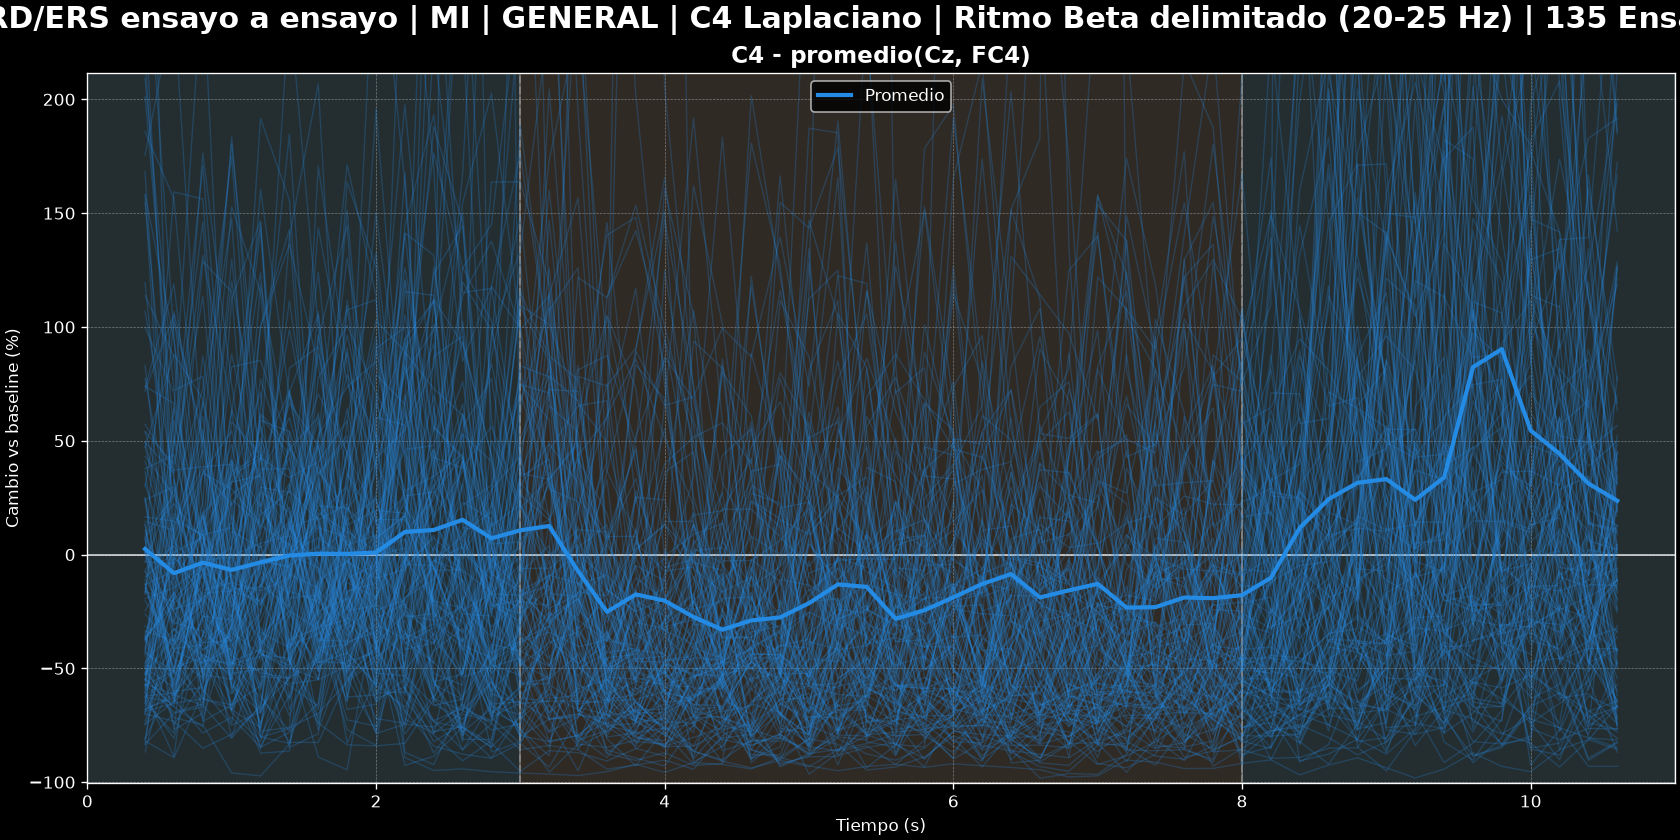 RD/ERS ensayo a ensayo | MI | GENERAL | C4 Laplaciano | Ritmo Beta delimitado (20-25 Hz) | 135 Ens
C4 - promedio(Cz, FC4)
Promedio
200
150
100
50
0
−50
−100
Cambio vs baseline (%)
0 2 4 6 8 10
Tiempo (s)